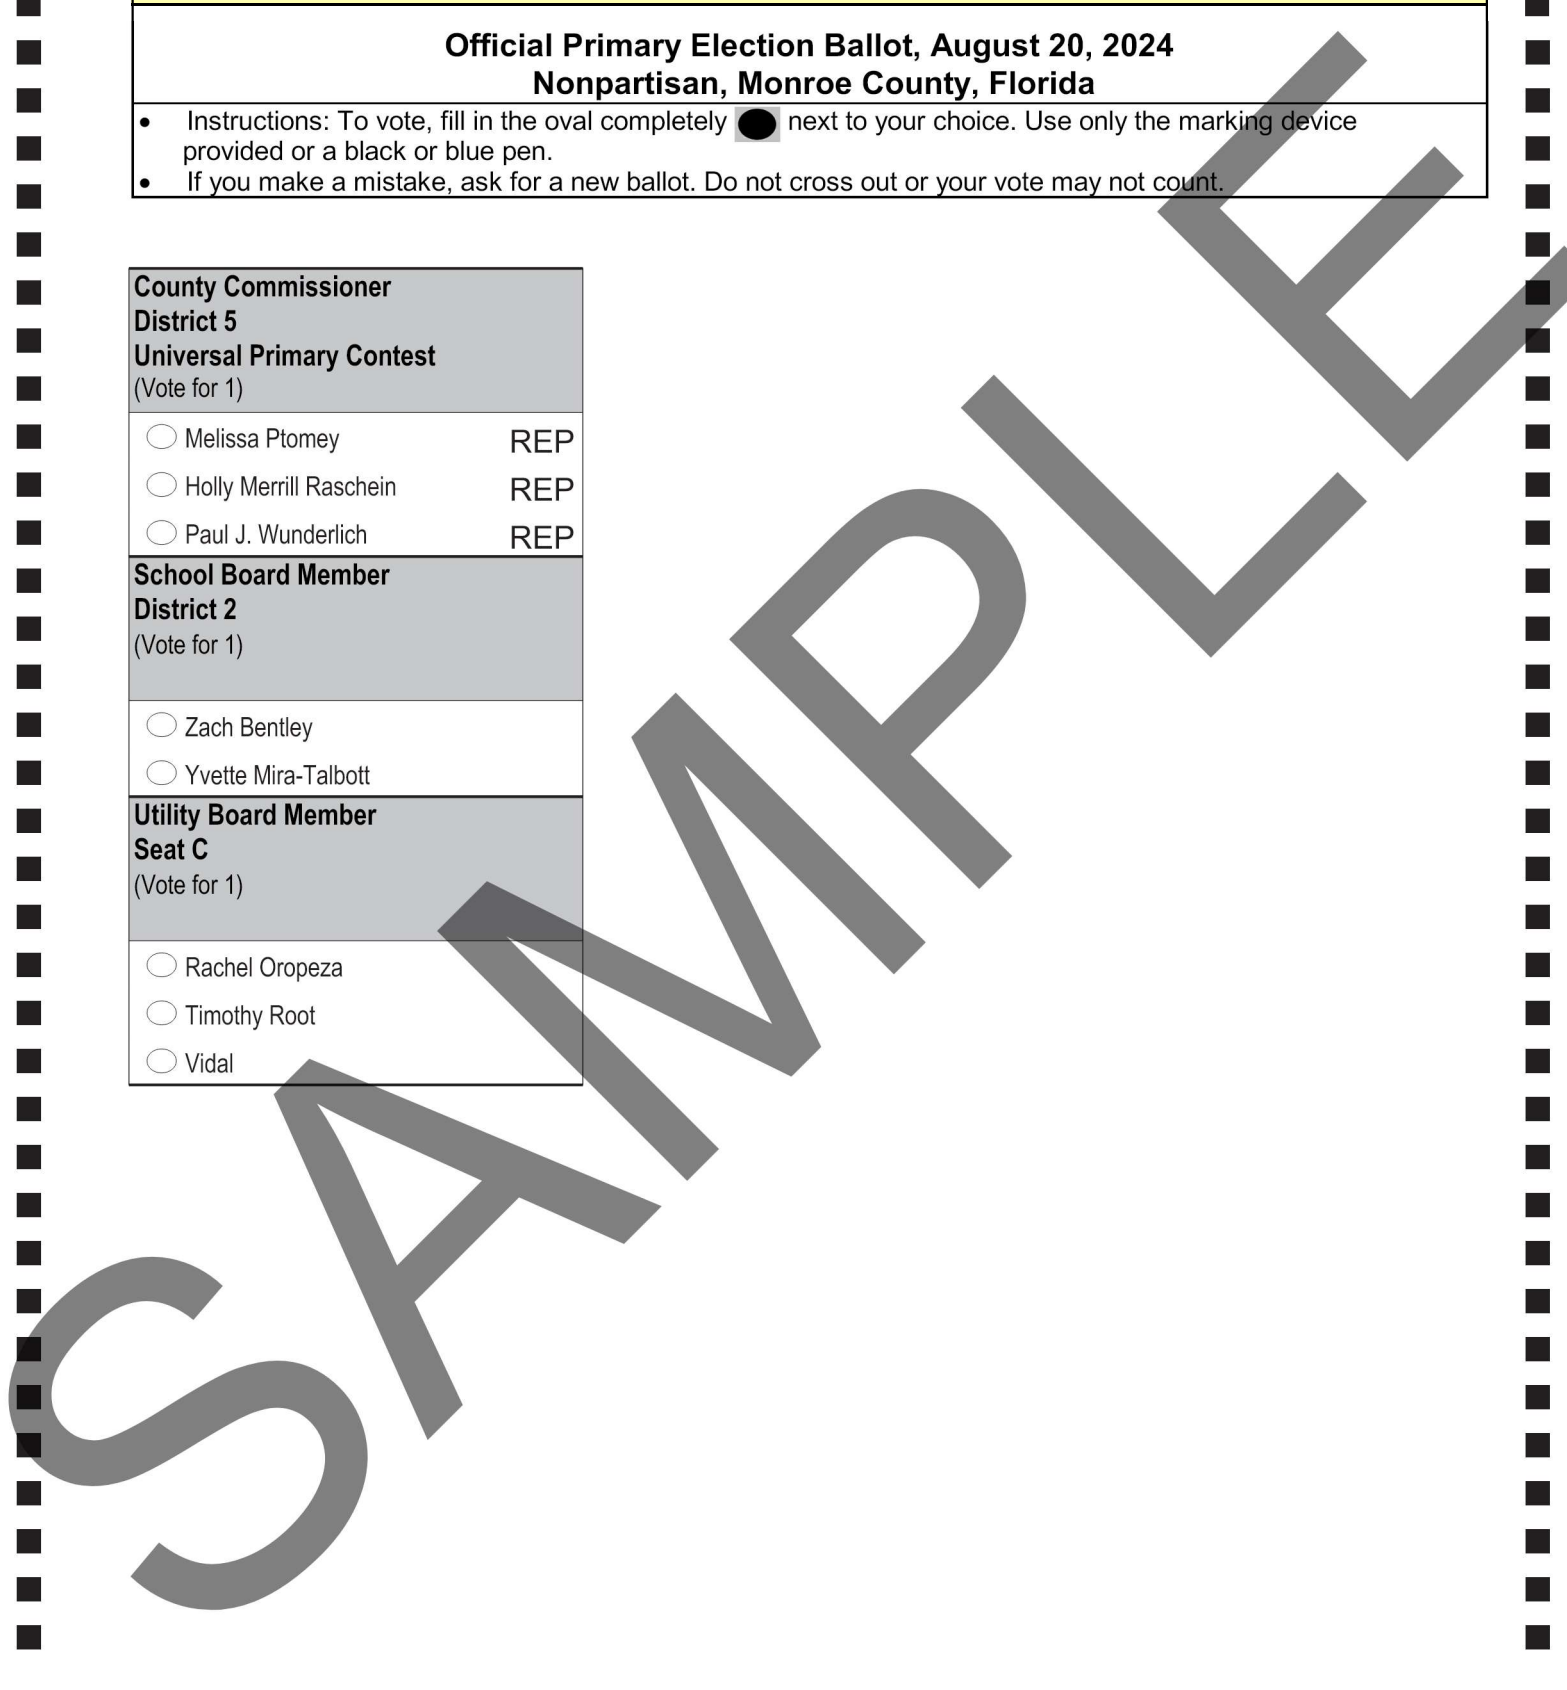 Official Primary Election Ballot, August 20, 2024
Nonpartisan, Monroe County, Florida
• Instructions: To vote, fill in the oval completely next to your choice. Use only the marking device
provided or a black or blue pen.
• If you make a mistake, ask for a new ballot. Do not cross out or your vote may not count.
County Commissioner
District 5
Universal Primary Contest
(Vote for 1)
Melissa Ptomey REP
Holly Merrill Raschein REP
Paul J. Wunderlich REP
School Board Member
District 2
(Vote for 1)
Zach Bentley
Yvette Mira-Talbott
Utility Board Member
Seat C
(Vote for 1)
Rachel Oropeza
Timothy Root
Vidal
SAMPLE